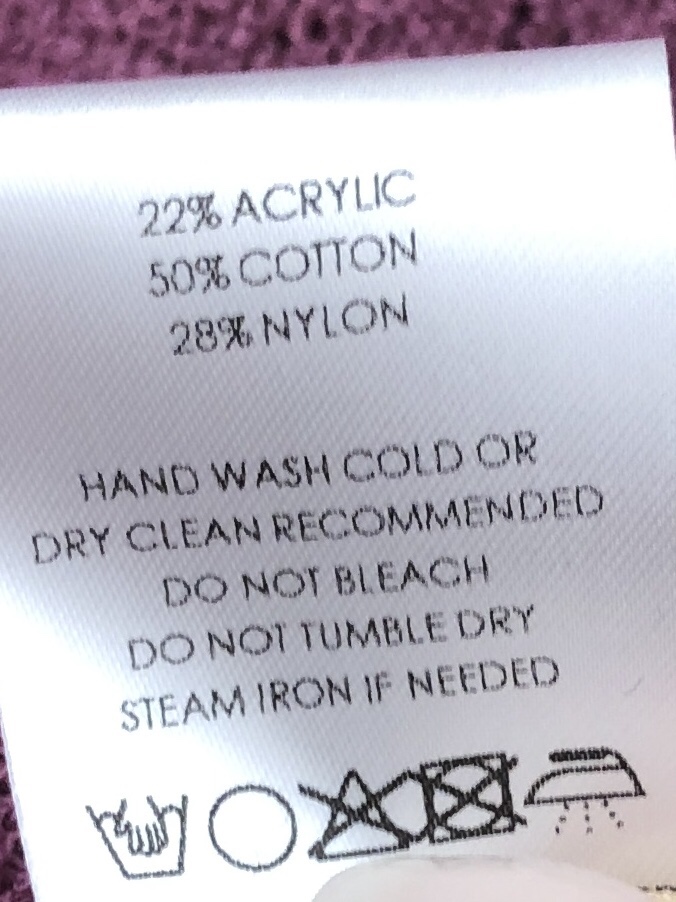 22% ACRYLIC
50% COTTON
28% NYLON
HAND WASH COLD OR
DRY CLEAN RECOMMENDED
DO NOT BLEACH
DO NOT TUMBLE DRY
STEAM IRON IF NEEDED